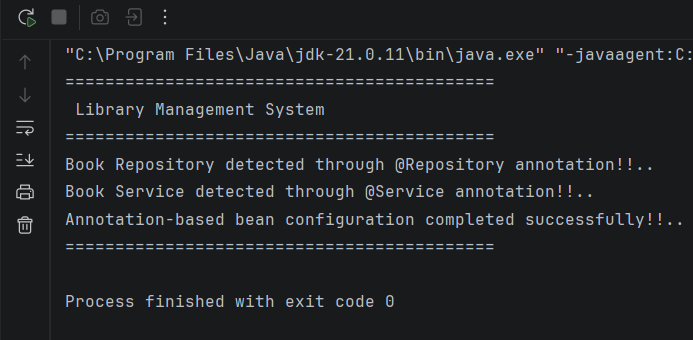 "C:\Program Files\Java\jdk-21.0.11\bin\java.exe" "-javaagent:C:
===========================================
 Library Management System
===========================================
Book Repository detected through @Repository annotation!!..
Book Service detected through @Service annotation!!..
Annotation-based bean configuration completed successfully!!..
===========================================
Process finished with exit code 0